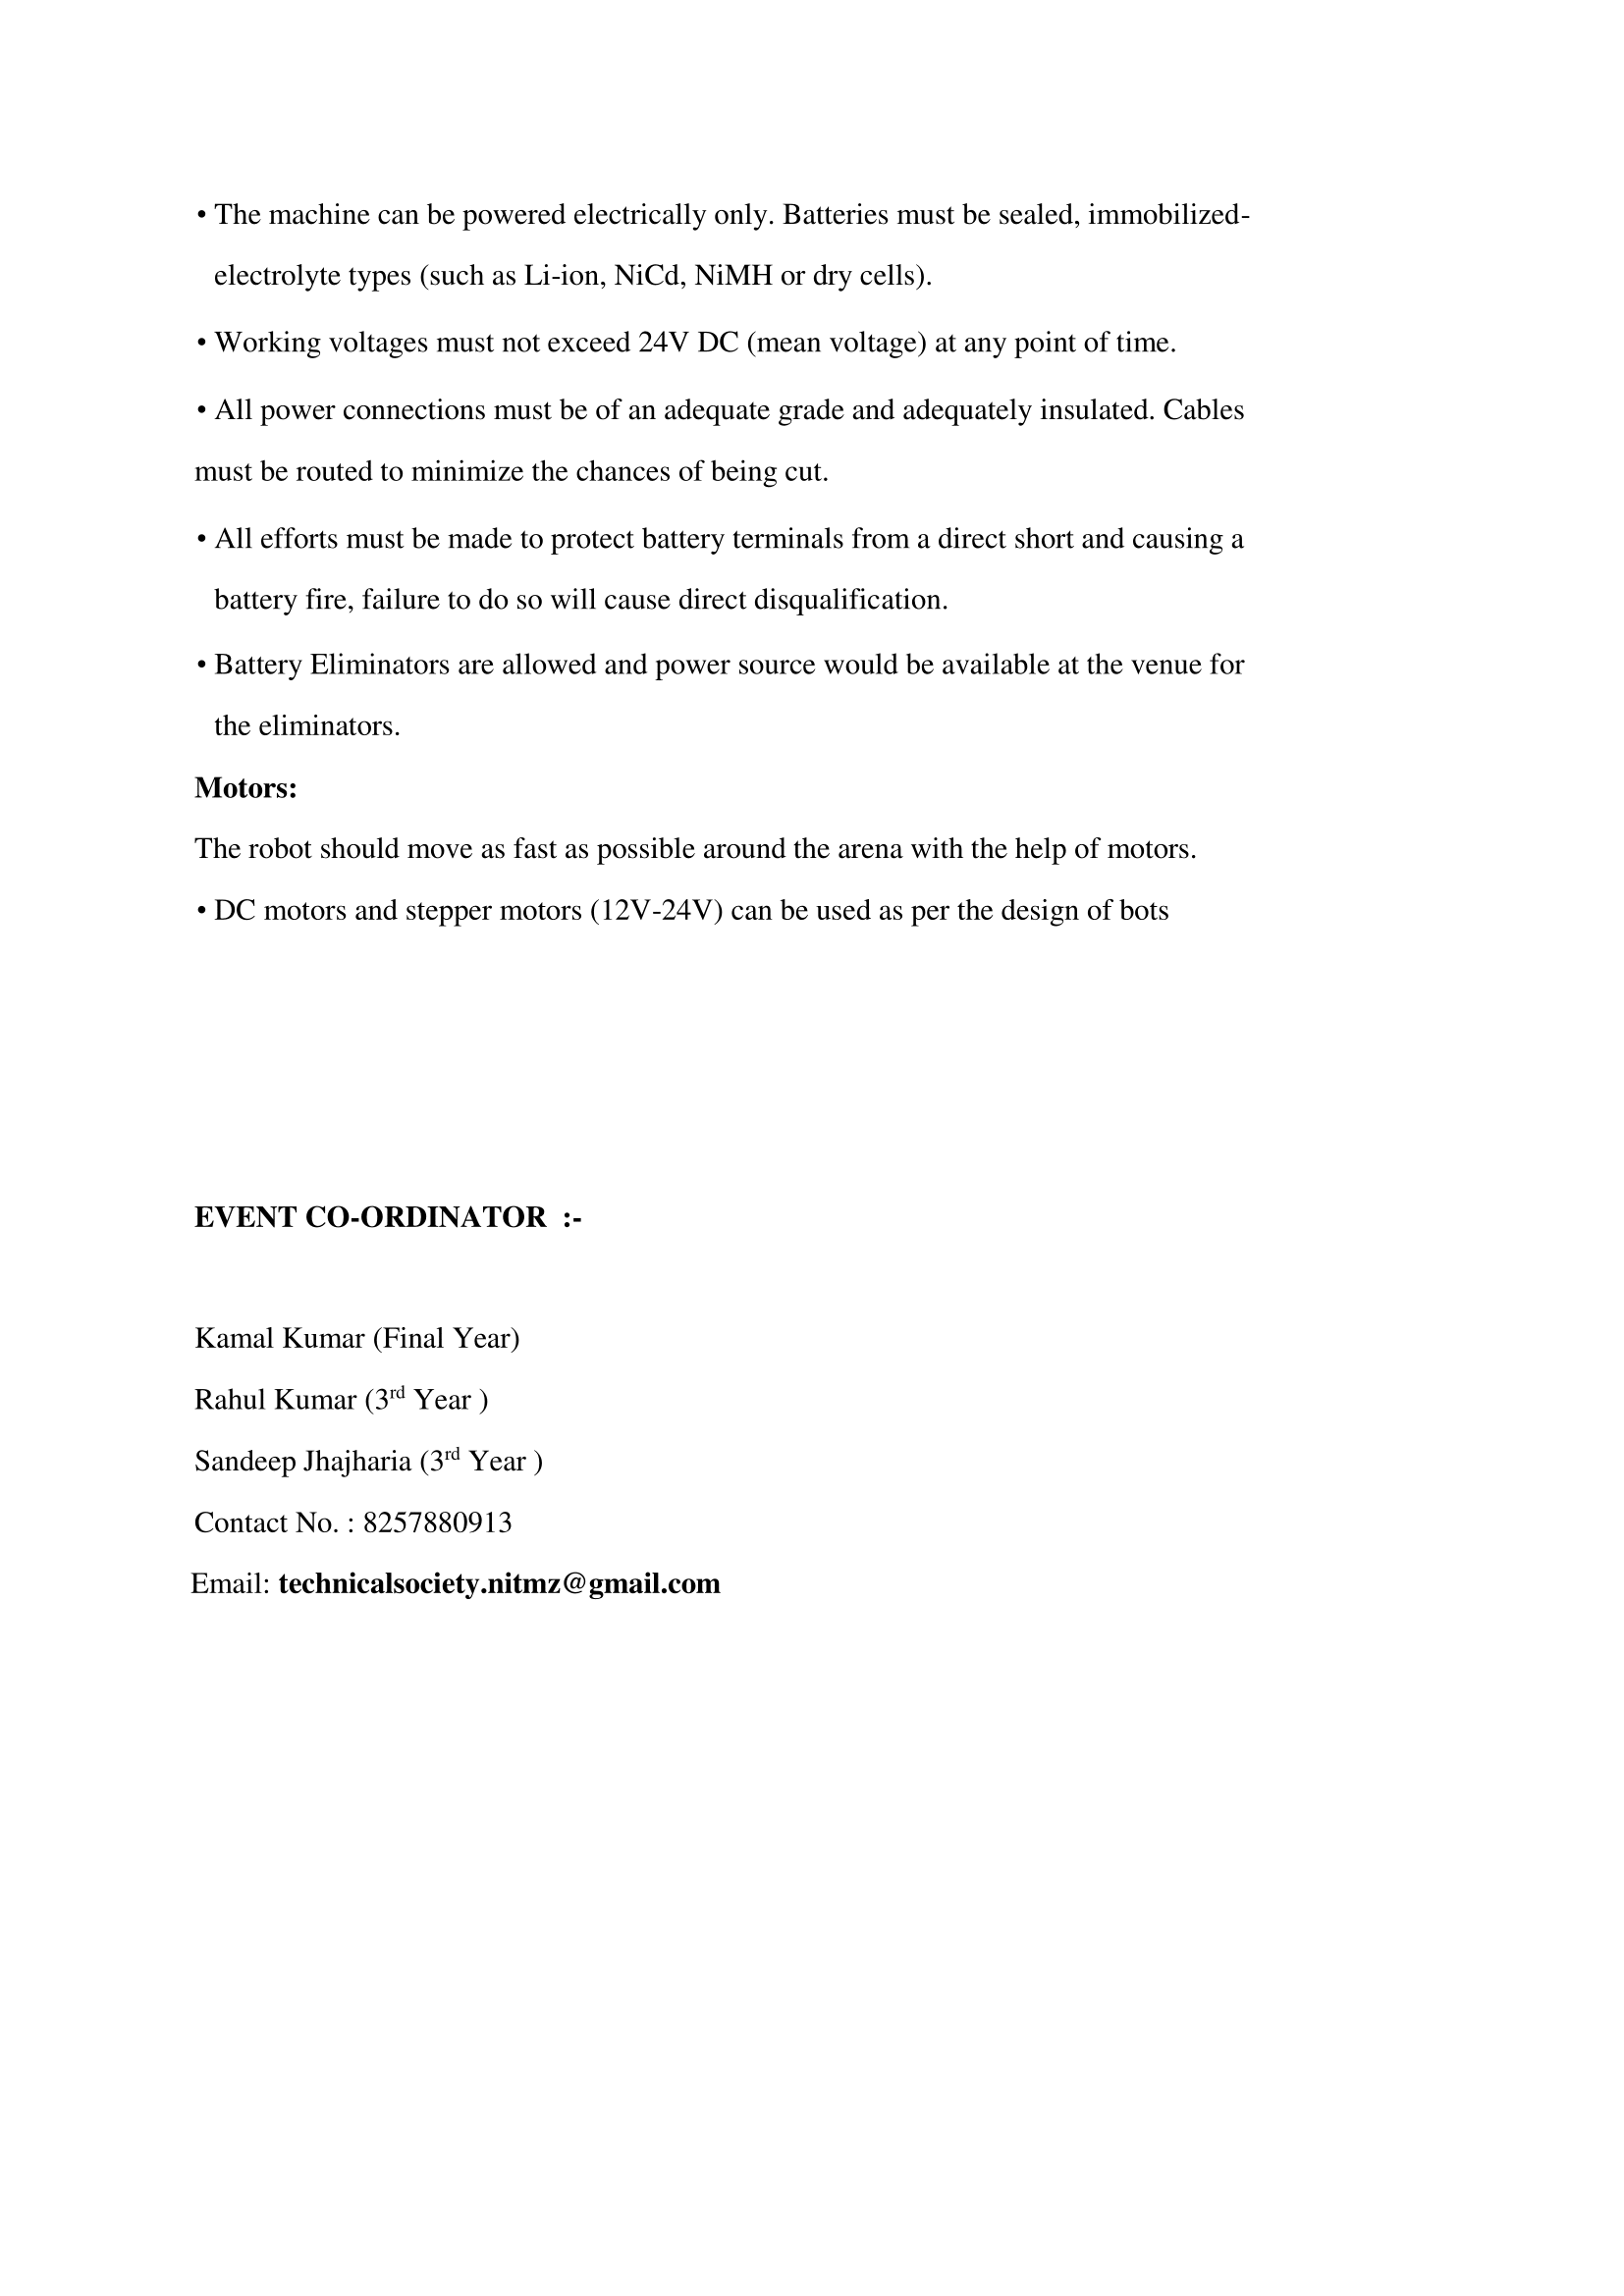 • The machine can be powered electrically only. Batteries must be sealed, immobilized-
electrolyte types (such as Li-ion, NiCd, NiMH or dry cells).
• Working voltages must not exceed 24V DC (mean voltage) at any point of time.
• All power connections must be of an adequate grade and adequately insulated. Cables
must be routed to minimize the chances of being cut.
• All efforts must be made to protect battery terminals from a direct short and causing a
battery fire, failure to do so will cause direct disqualification.
• Battery Eliminators are allowed and power source would be available at the venue for
the eliminators.
Motors:
The robot should move as fast as possible around the arena with the help of motors.
• DC motors and stepper motors (12V-24V) can be used as per the design of bots
EVENT CO-ORDINATOR :-
Kamal Kumar (Final Year)
Rahul Kumar (3rd Year )
Sandeep Jhajharia (3rd Year )
Contact No. : 8257880913
Email: technicalsociety.nitmz@gmail.com